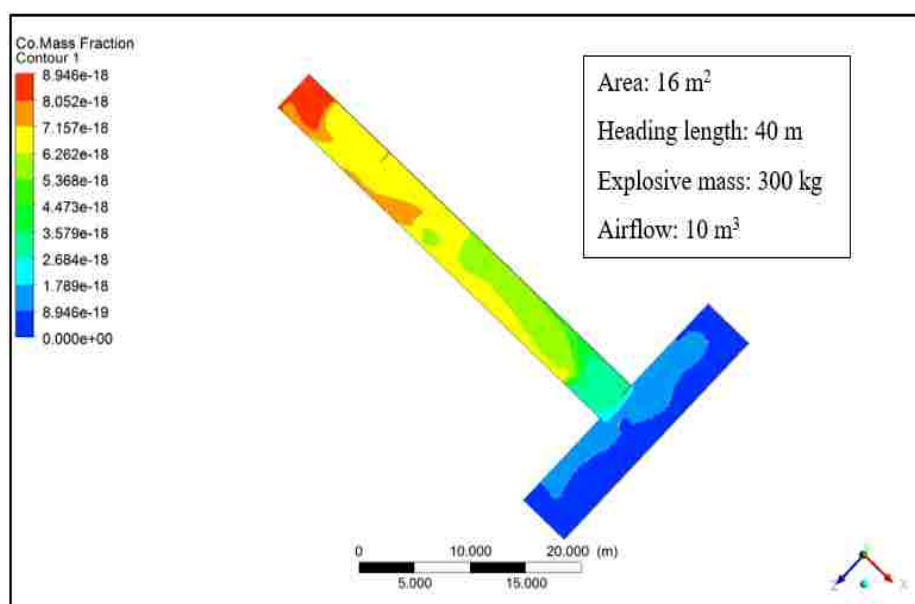 Co.Mass Fraction
Contour 1
8.946e-18
8.052e-18
7.157e-18
6.262e-18
5.368e-18
4.473e-18
3.579e-18
2.684e-18
1.789e-18
8.946e-19
0.000e+00
Area: 16 m²
Heading length: 40 m
Explosive mass: 300 kg
Airflow: 10 m³
0 10.000 20.000 (m)
5.000 15.000
Z X